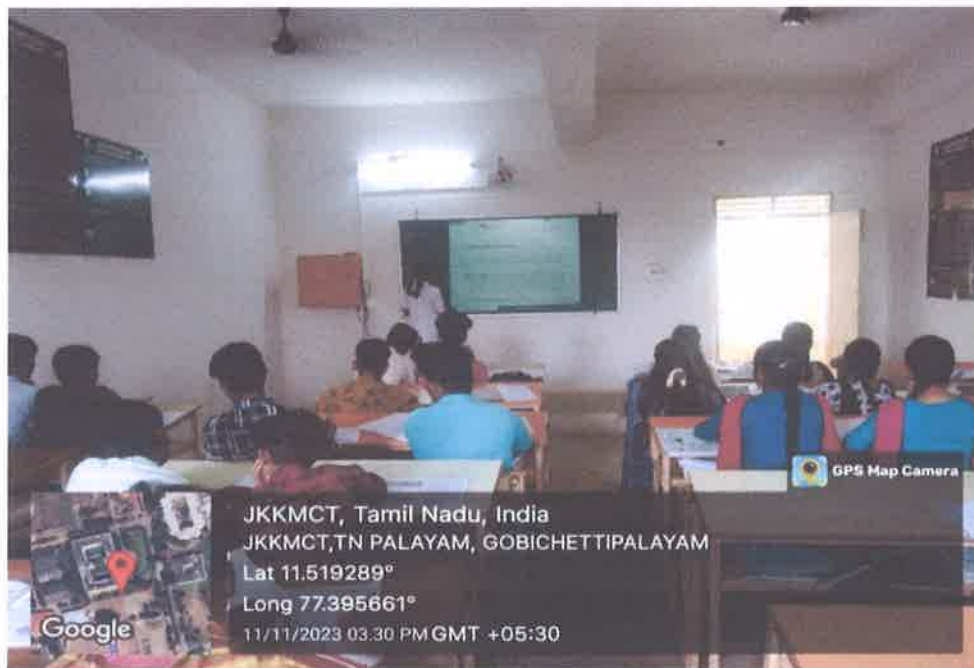 GPS Map Camera
JKKMCT, Tamil Nadu, India
JKKMCT,TN PALAYAM, GOBICHETTIPALAYAM
Lat 11.519289°
Long 77.395661°
11/11/2023 03.30 PM GMT +05:30
Google